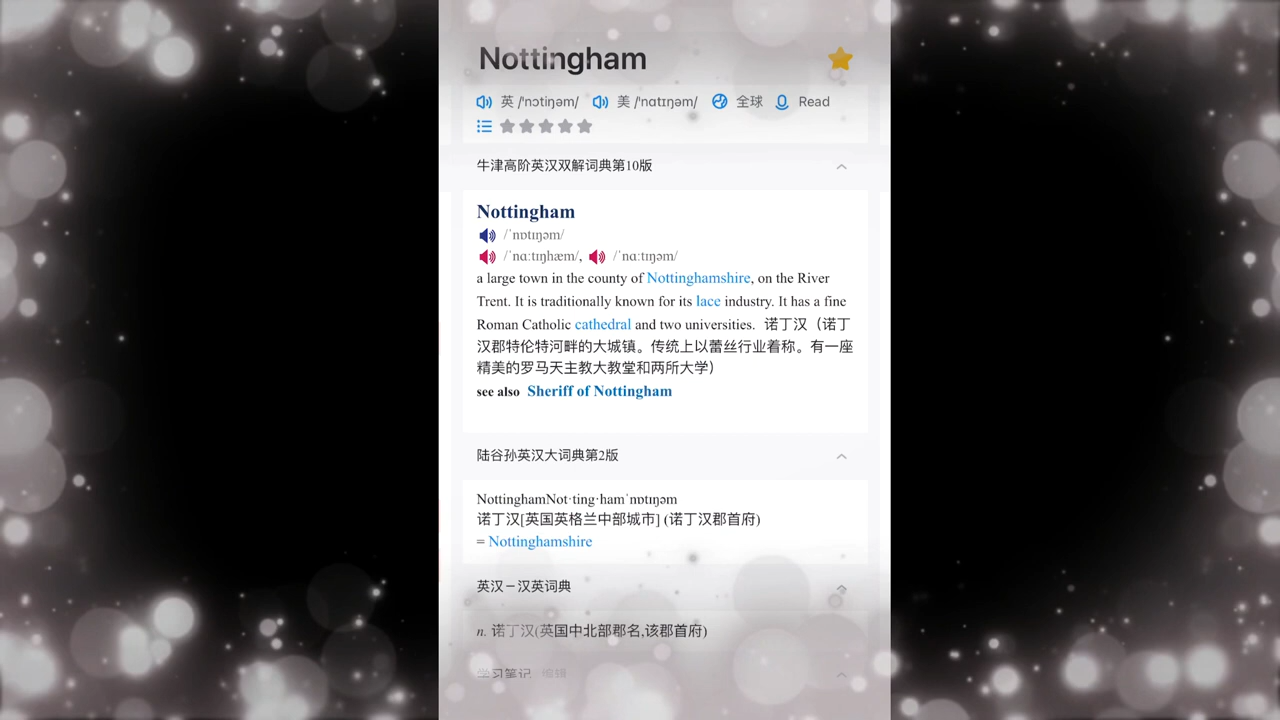 Nottingham
英 /'nɔtiŋəm/ 美 /'nɑtɪŋəm/ 全球 Read
牛津高阶英汉双解词典第10版
Nottingham
/ˈnɒtɪŋəm/
/ˈnɑːtɪŋhæm/, /ˈnɑːtɪŋəm/
a large town in the county of Nottinghamshire, on the River
Trent. It is traditionally known for its lace industry. It has a fine
Roman Catholic cathedral and two universities. 诺丁汉（诺丁
汉郡特伦特河畔的大城镇。传统上以蕾丝行业着称。有一座
精美的罗马天主教大教堂和两所大学）
see also Sheriff of Nottingham
陆谷孙英汉大词典第2版
NottinghamNot·ting·hamˈnɒtɪŋəm
诺丁汉[英国英格兰中部城市] (诺丁汉郡首府)
= Nottinghamshire
英汉－汉英词典
n. 诺丁汉(英国中北部郡名,该郡首府)
学习笔记 编辑